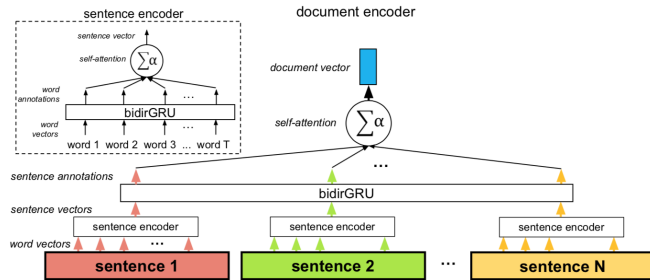 sentence encoder
document encoder
sentence vector
self-attention
∑α
word
annotations
bidirGRU
word
vectors
word 1 word 2 word 3 ... word T
...
document vector
self-attention
∑α
...
sentence annotations
bidirGRU
sentence vectors
sentence encoder sentence encoder sentence encoder
word vectors
... ... ...
sentence 1 sentence 2 ... sentence N